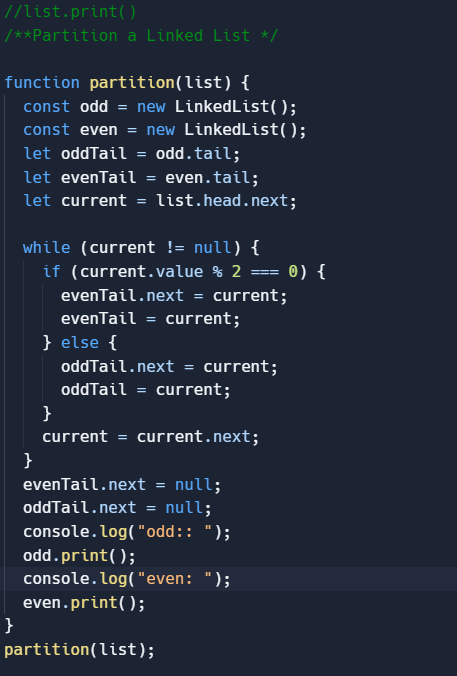 //list.print()
/**Partition a Linked List */

function partition(list) {
  const odd = new LinkedList();
  const even = new LinkedList();
  let oddTail = odd.tail;
  let evenTail = even.tail;
  let current = list.head.next;

  while (current != null) {
    if (current.value % 2 === 0) {
      evenTail.next = current;
      evenTail = current;
    } else {
      oddTail.next = current;
      oddTail = current;
    }
    current = current.next;
  }
  evenTail.next = null;
  oddTail.next = null;
  console.log("odd:: ");
  odd.print();
  console.log("even: ");
  even.print();
}
partition(list);